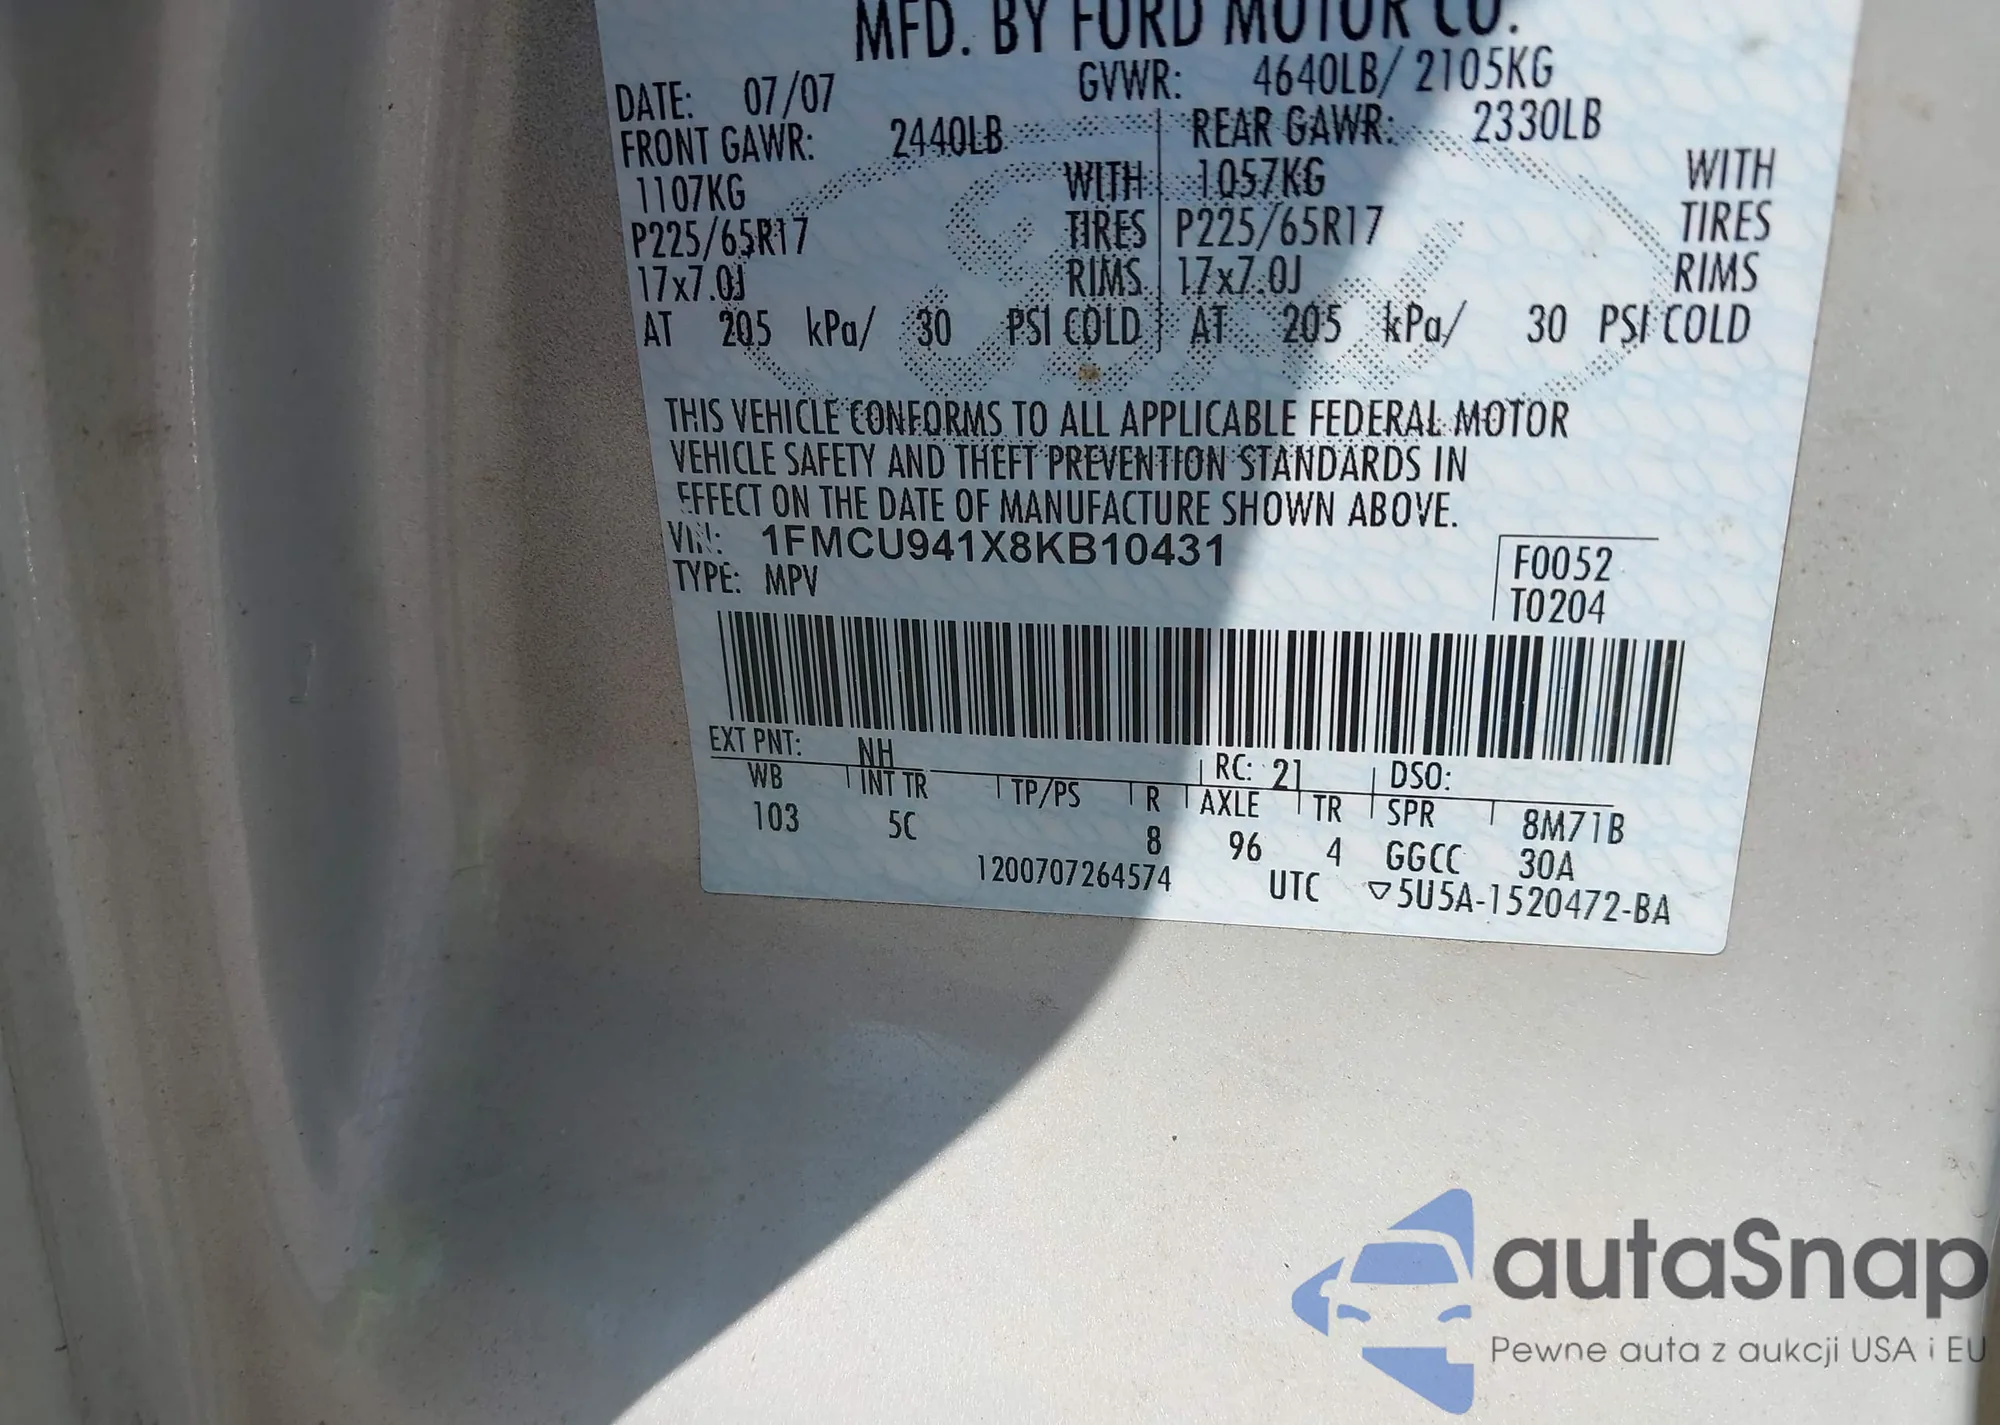 MFD. BY FORD MOTOR CO.
DATE: 07/07 GVWR: 4640LB/ 2105KG
FRONT GAWR: 2440LB REAR GAWR: 2330LB
1107KG WITH 1057KG WITH
P225/65R17 TIRES P225/65R17 TIRES
17x7.0J RIMS 17x7.0J RIMS
AT 205 kPa/ 30 PSI COLD AT 205 kPa/ 30 PSI COLD
THIS VEHICLE CONFORMS TO ALL APPLICABLE FEDERAL MOTOR
VEHICLE SAFETY AND THEFT PREVENTION STANDARDS IN
EFFECT ON THE DATE OF MANUFACTURE SHOWN ABOVE.
VIN: 1FMCU941X8KB10431
TYPE: MPV
F0052
T0204
EXT PNT: NH RC: 21 DSO:
WB INT TR TP/PS R AXLE TR SPR 8M71B
103 5C 8 96 4 GGCC 30A
1200707264574 UTC ▽5U5A-1520472-BA
autaSnap
Pewne auta z aukcji USA i EU